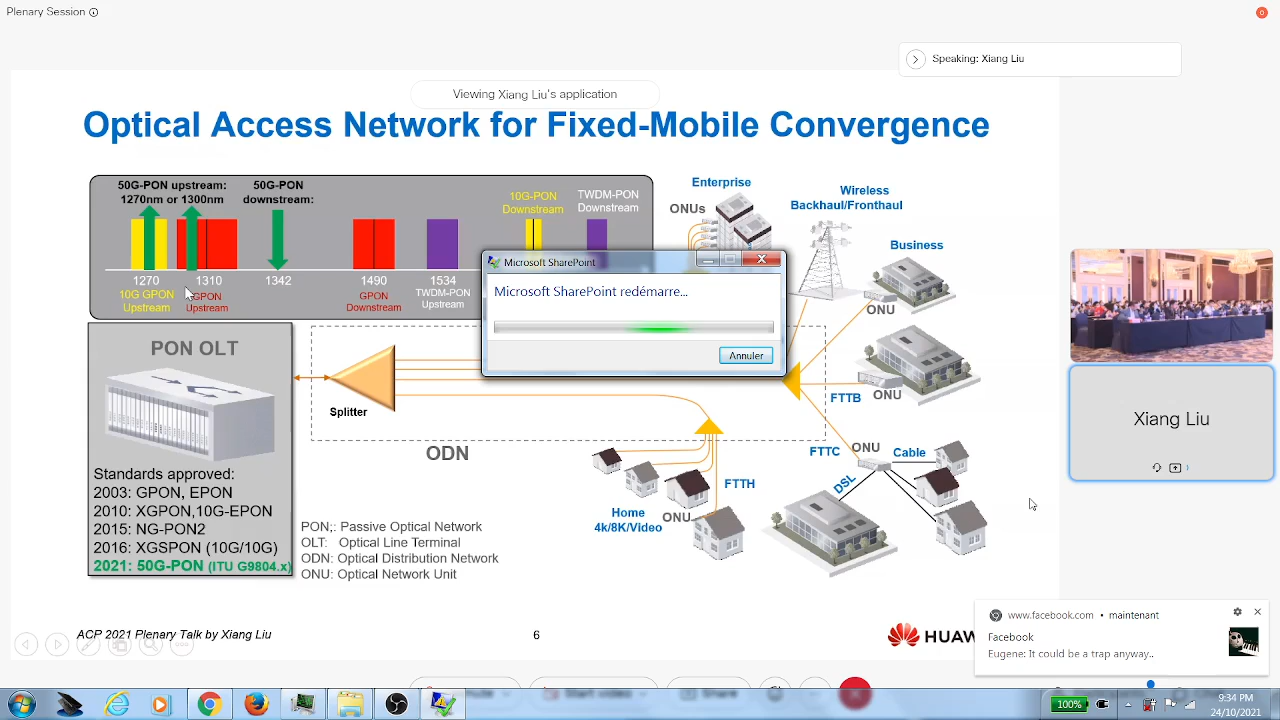 Plenary Session
Speaking: Xiang Liu
Viewing Xiang Liu's application
Optical Access Network for Fixed-Mobile Convergence
50G-PON upstream:
1270nm or 1300nm
50G-PON
downstream:
10G-PON
Downstream
TWDM-PON
Downstream
1270
1310
1342
1490
1534
10G GPON
Upstream
GPON
Upstream
GPON
Downstream
TWDM-PON
Upstream
Microsoft SharePoint
Microsoft SharePoint redémarre...
Annuler
Enterprise
ONUs
Wireless
Backhaul/Fronthaul
Business
ONU
FTTB
ONU
FTTC
ONU
Cable
DSL
PON OLT
Standards approved:
2003: GPON, EPON
2010: XGPON,10G-EPON
2015: NG-PON2
2016: XGSPON (10G/10G)
2021: 50G-PON (ITU G9804.x)
Splitter
ODN
FTTH
Home
4k/8K/Video
ONU
PON;: Passive Optical Network
OLT: Optical Line Terminal
ODN: Optical Distribution Network
ONU: Optical Network Unit
ACP 2021 Plenary Talk by Xiang Liu
6
Xiang Liu
www.facebook.com • maintenant
Facebook
Eugene: It could be a trap anyway..
Start video
Share
100%
9:34 PM
24/10/2021